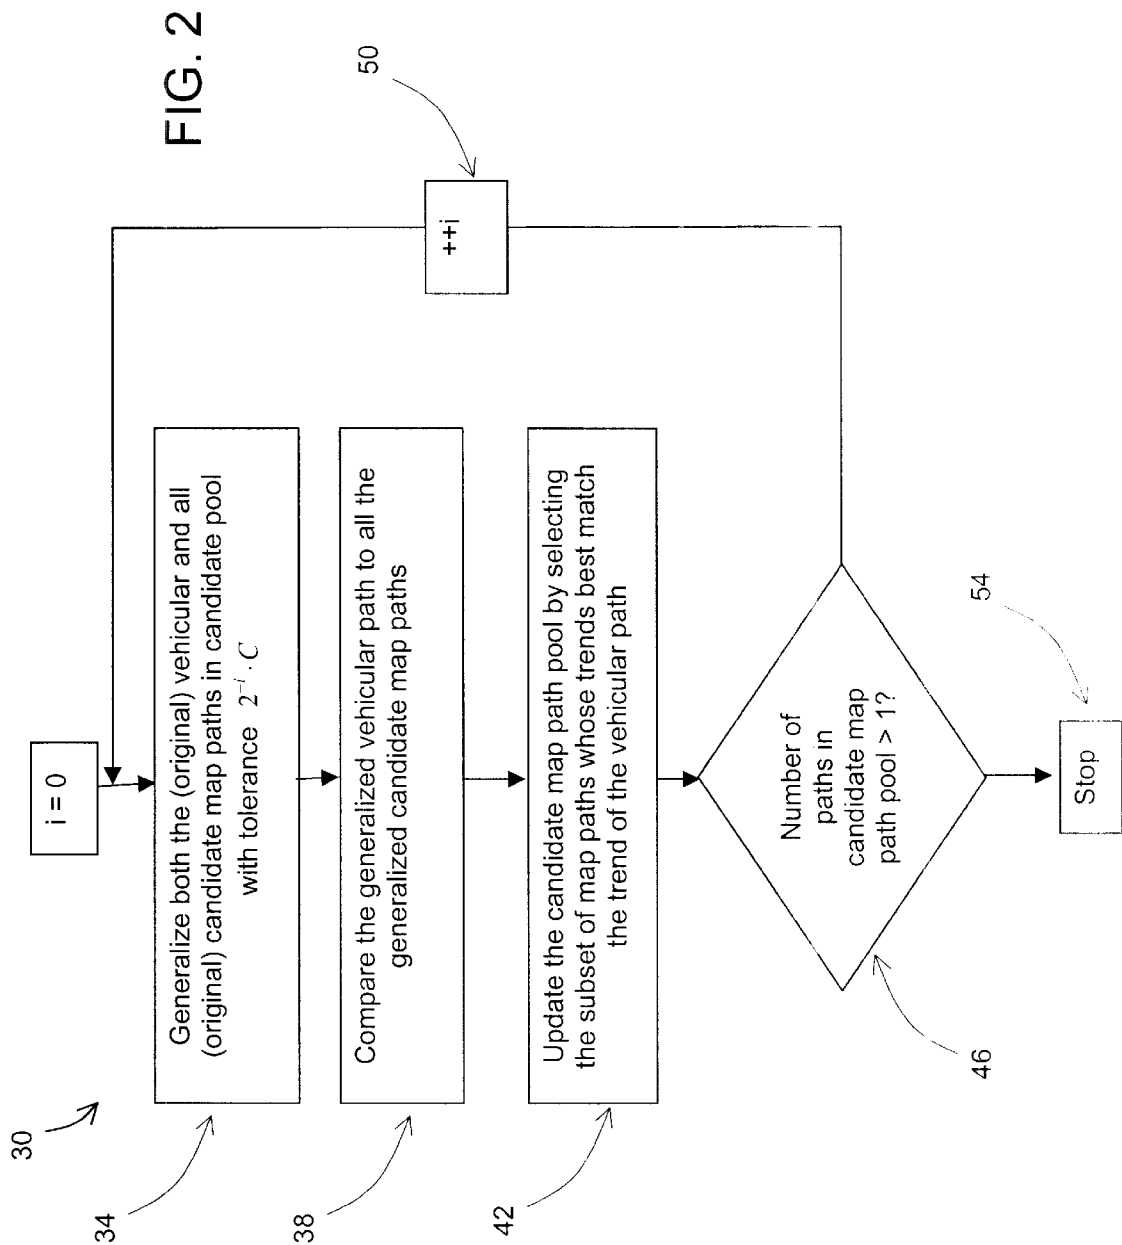 FIG. 2
30
i = 0
34
Generalize both the (original) vehicular and all
(original) candidate map paths in candidate pool
with tolerance 2⁻ⁱ · C
38
Compare the generalized vehicular path to all the
generalized candidate map paths
42
Update the candidate map path pool by selecting
the subset of map paths whose trends best match
the trend of the vehicular path
46
Number of
paths in
candidate map
path pool > 1?
50
++i
54
Stop